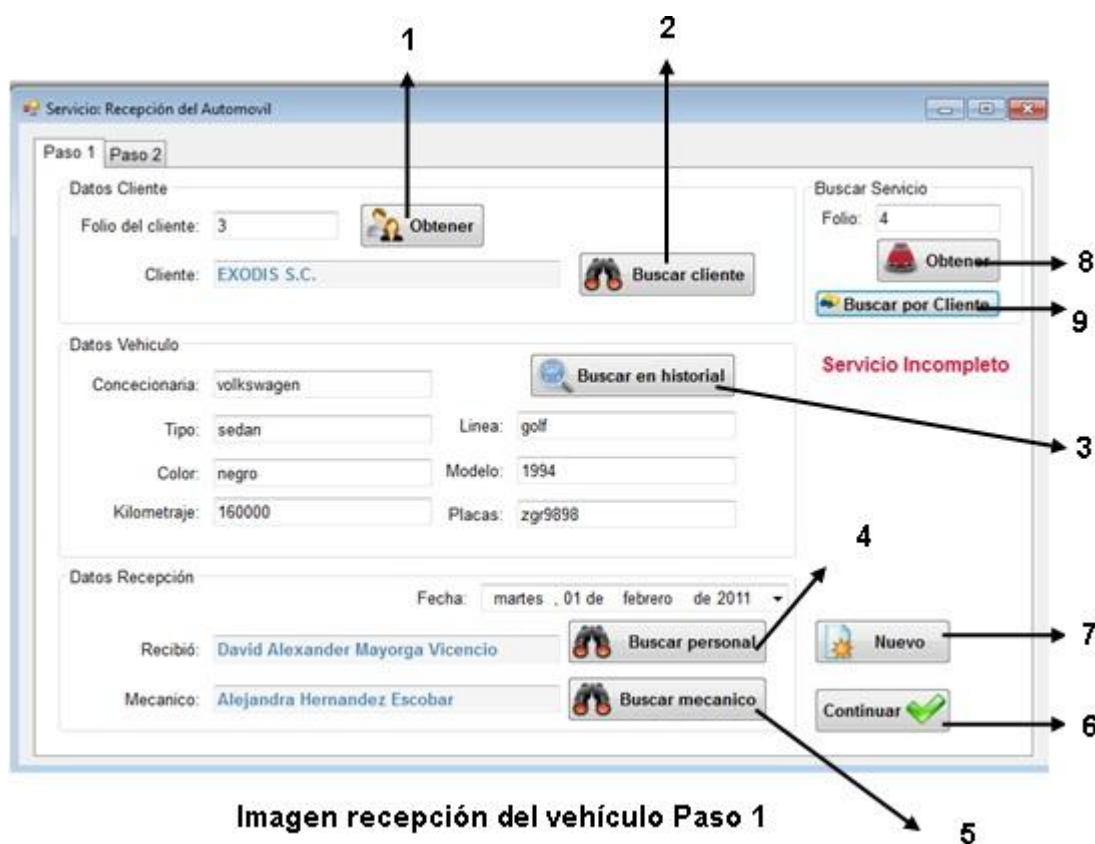 1
2
Servicio: Recepción del Automovil
Paso 1 Paso 2
Datos Cliente
Folio del cliente: 3 Obtener
Cliente: EXODIS S.C. Buscar cliente
Buscar Servicio
Folio: 4
Obtener 8
Buscar por Cliente 9
Servicio Incompleto
Datos Vehiculo
Buscar en historial 3
Concecionaria: volkswagen
Tipo: sedan Linea: golf
Color: negro Modelo: 1994
Kilometraje: 160000 Placas: zgr9898
Datos Recepción
Fecha: martes , 01 de febrero de 2011
Recibió: David Alexander Mayorga Vicencio Buscar personal 4
Mecanico: Alejandra Hernandez Escobar Buscar mecanico 5
Nuevo 7
Continuar 6
Imagen recepción del vehículo Paso 1